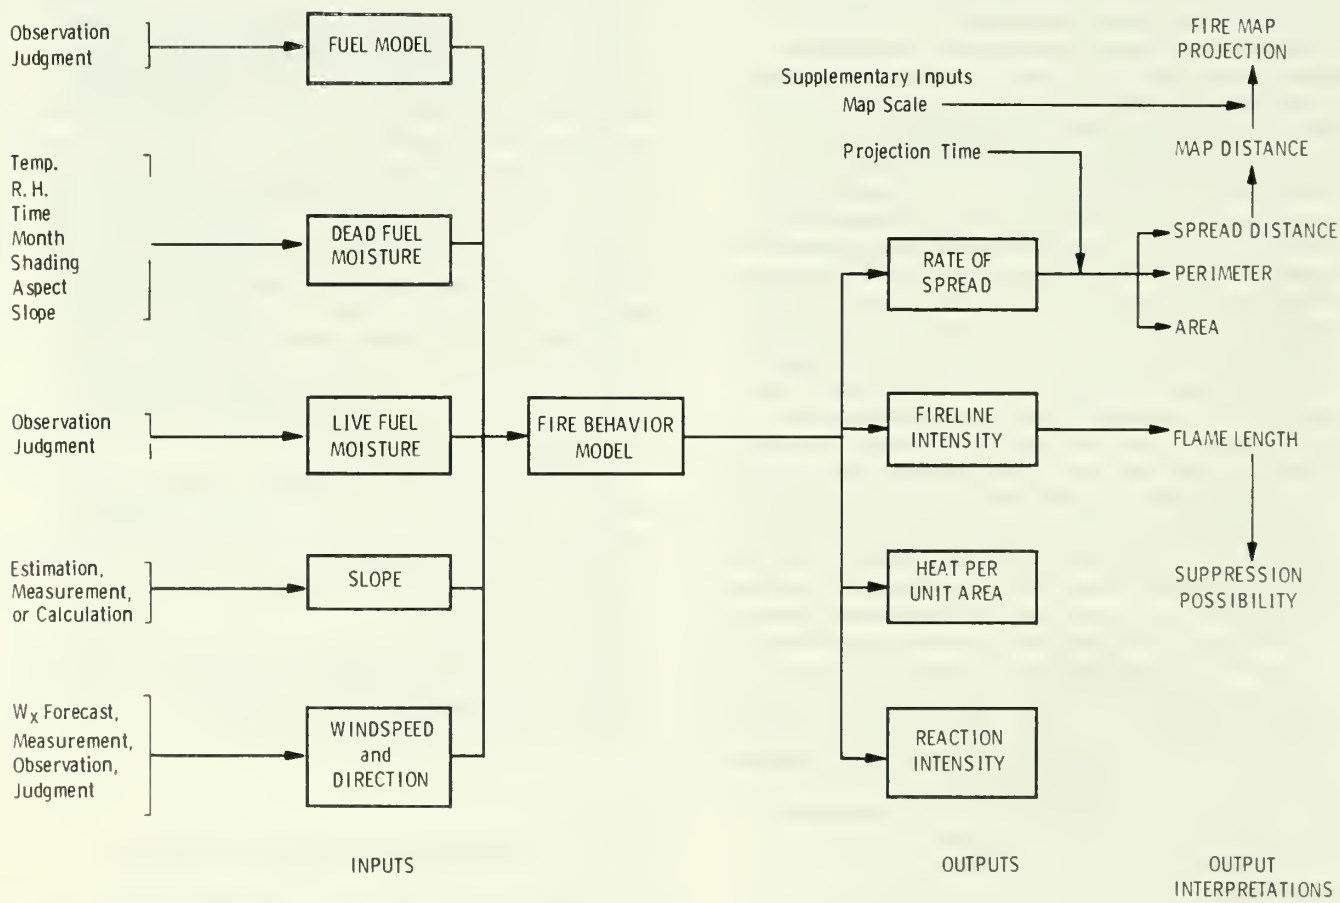 Observation
Judgment
FUEL MODEL
Temp.
R. H.
Time
Month
Shading
Aspect
Slope
DEAD FUEL
MOISTURE
Observation
Judgment
LIVE FUEL
MOISTURE
Estimation,
Measurement,
or Calculation
SLOPE
Wx Forecast,
Measurement,
Observation,
Judgment
WINDSPEED
and
DIRECTION
INPUTS
FIRE BEHAVIOR
MODEL
Supplementary Inputs
Map Scale
Projection Time
RATE OF
SPREAD
FIRELINE
INTENSITY
HEAT PER
UNIT AREA
REACTION
INTENSITY
OUTPUTS
FIRE MAP
PROJECTION
MAP DISTANCE
SPREAD DISTANCE
PERIMETER
AREA
FLAME LENGTH
SUPPRESSION
POSSIBILITY
OUTPUT
INTERPRETATIONS